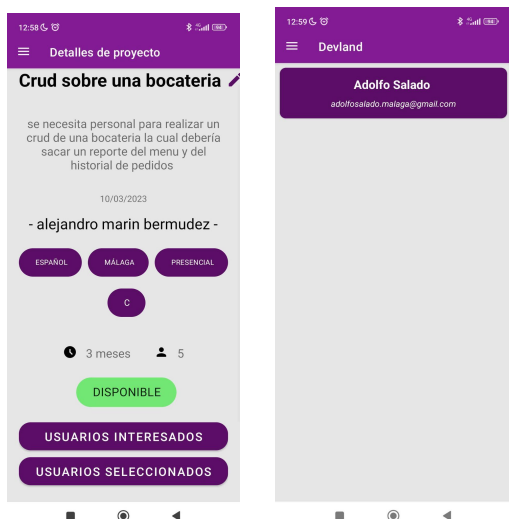 12:58
Detalles de proyecto
Crud sobre una bocateria
se necesita personal para realizar un
crud de una bocateria la cual debería
sacar un reporte del menu y del
historial de pedidos
10/03/2023
- alejandro marin bermudez -
ESPAÑOL
MÁLAGA
PRESENCIAL
C
3 meses
5
DISPONIBLE
USUARIOS INTERESADOS
USUARIOS SELECCIONADOS
12:59
Devland
Adolfo Salado
adolfosalado.malaga@gmail.com